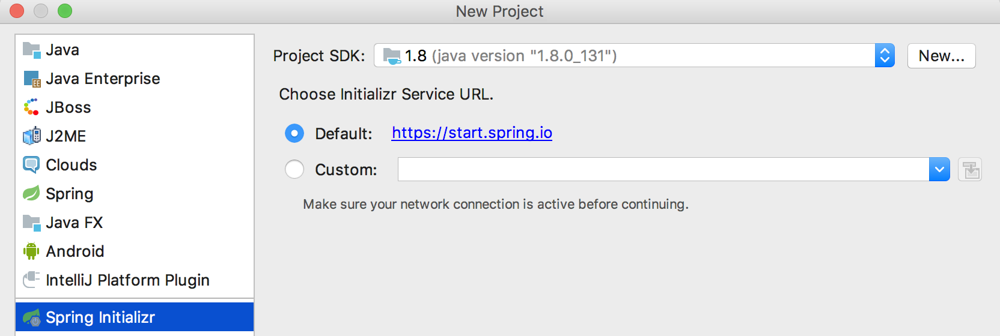 New Project
Java
Java Enterprise
EE
JBoss
J2ME
Clouds
Spring
Java FX
Android
IntelliJ Platform Plugin
Spring Initializr
Project SDK: 1.8 (java version "1.8.0_131") New...
Choose Initializr Service URL.
Default: https://start.spring.io
Custom:
Make sure your network connection is active before continuing.